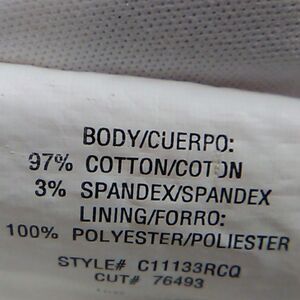 BODY/CUERPO:
97% COTTON/COTON
3% SPANDEX/SPANDEX
LINING/FORRO:
100% POLYESTER/POLIESTER
STYLE# C11133RCQ
CUT# 76493